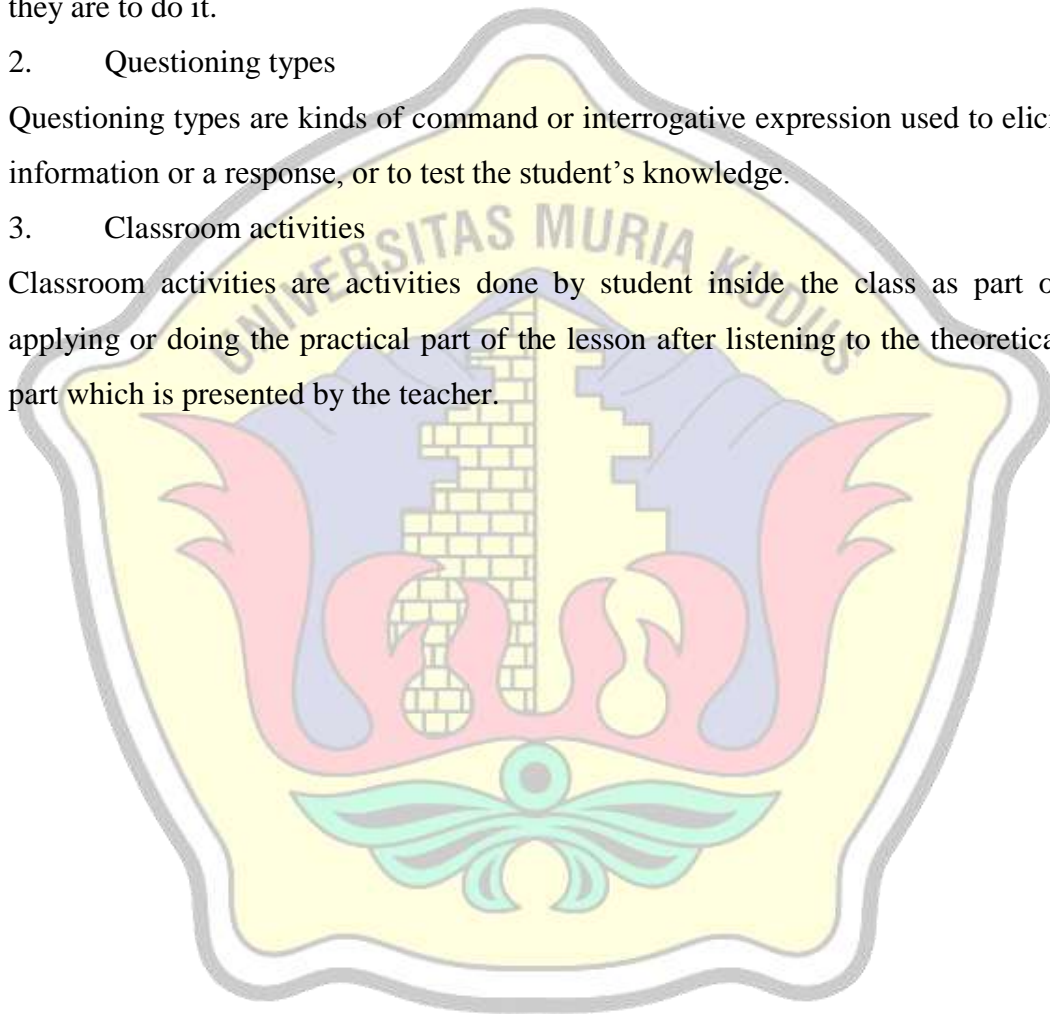 they are to do it.
2. Questioning types
Questioning types are kinds of command or interrogative expression used to elic
information or a response, or to test the student’s knowledge.
3. Classroom activities
Classroom activities are activities done by student inside the class as part o
applying or doing the practical part of the lesson after listening to the theoretica
part which is presented by the teacher.
UNIVERSITAS MURIA KUDUS